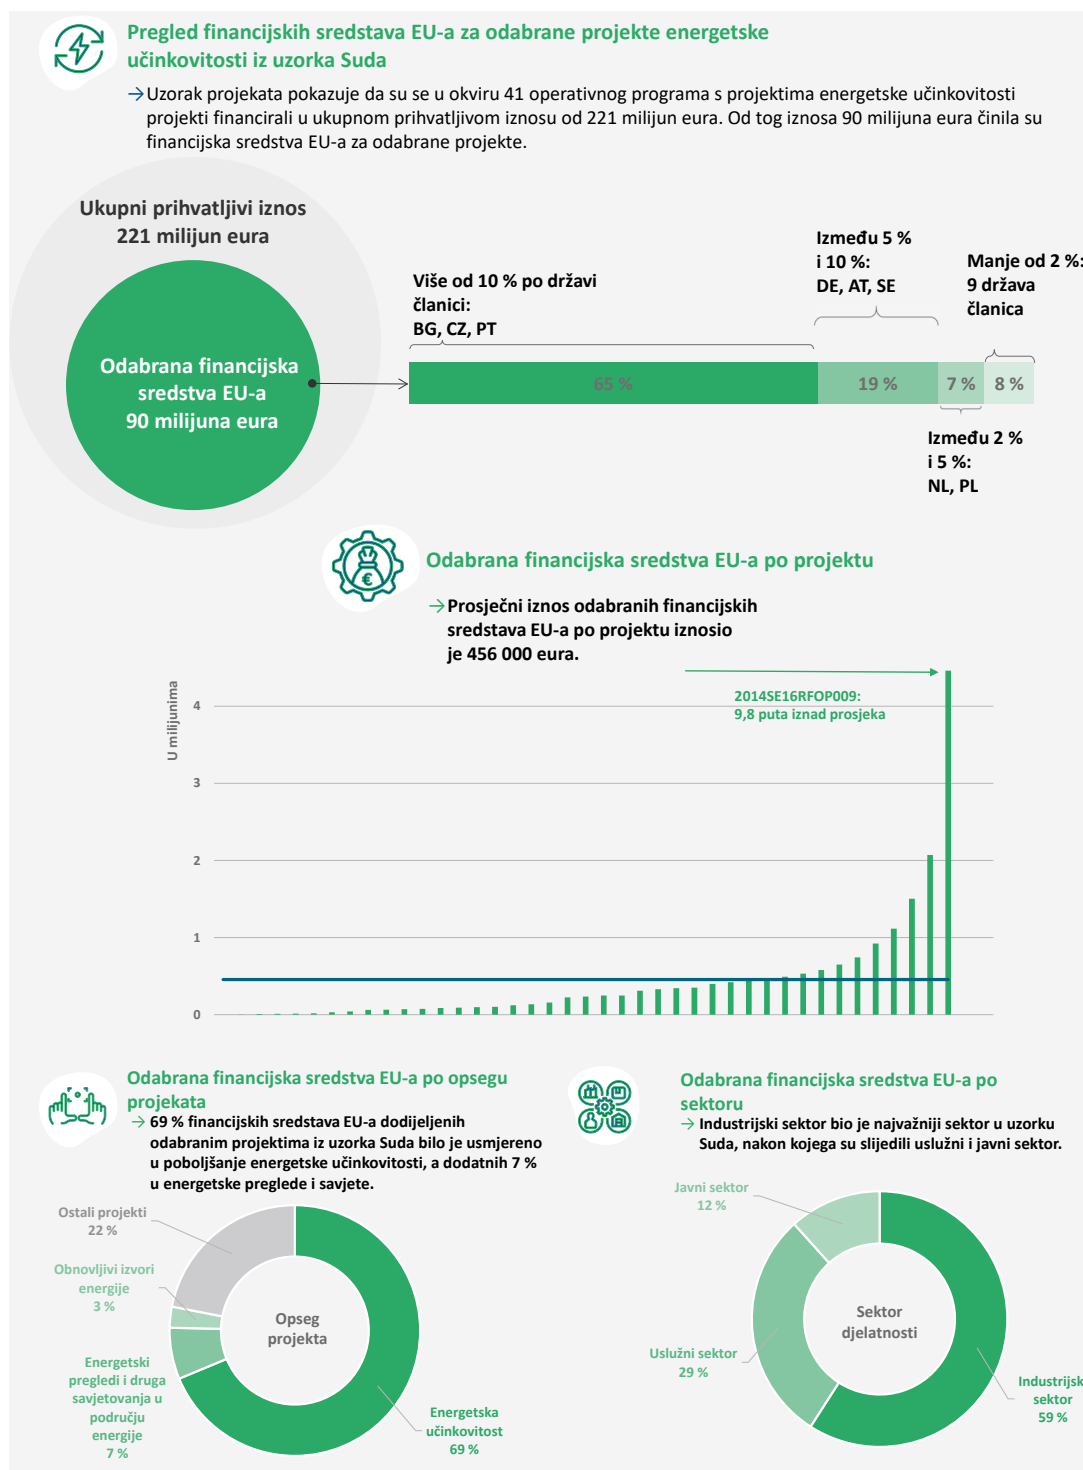 Pregled financijskih sredstava EU-a za odabrane projekte energetske
učinkovitosti iz uzorka Suda
→Uzorak projekata pokazuje da su se u okviru 41 operativnog programa s projektima energetske učinkovitosti
projekti financirali u ukupnom prihvatljivom iznosu od 221 milijun eura. Od tog iznosa 90 milijuna eura činila su
financijska sredstva EU-a za odabrane projekte.
Ukupni prihvatljivi iznos
221 milijun eura
Odabrana financijska
sredstva EU-a
90 milijuna eura
Više od 10 % po državi
članici:
BG, CZ, PT
Između 5 %
i 10 %:
DE, AT, SE
Manje od 2 %:
9 država
članica
65 %
19 %
7 %
8 %
Između 2 %
i 5 %:
NL, PL
Odabrana financijska sredstva EU-a po projektu
→Prosječni iznos odabranih financijskih
sredstava EU-a po projektu iznosio
je 456 000 eura.
2014SE16RFOP009:
9,8 puta iznad prosjeka
U milijunima
4
3
2
1
0
Odabrana financijska sredstva EU-a po opsegu
projekata
→ 69 % financijskih sredstava EU-a dodijeljenih
odabranim projektima iz uzorka Suda bilo je usmjereno
u poboljšanje energetske učinkovitosti, a dodatnih 7 %
u energetske preglede i savjete.
Ostali projekti
22 %
Obnovljivi izvori
energije
3 %
Energetski
pregledi i druga
savjetovanja u
području
energije
7 %
Opseg
projekta
Energetska
učinkovitost
69 %
Odabrana financijska sredstva EU-a po
sektoru
→ Industrijski sektor bio je najvažniji sektor u uzorku
Suda, nakon kojega su slijedili uslužni i javni sektor.
Javni sektor
12 %
Uslužni sektor
29 %
Sektor
djelatnosti
Industrijsk
sektor
59 %